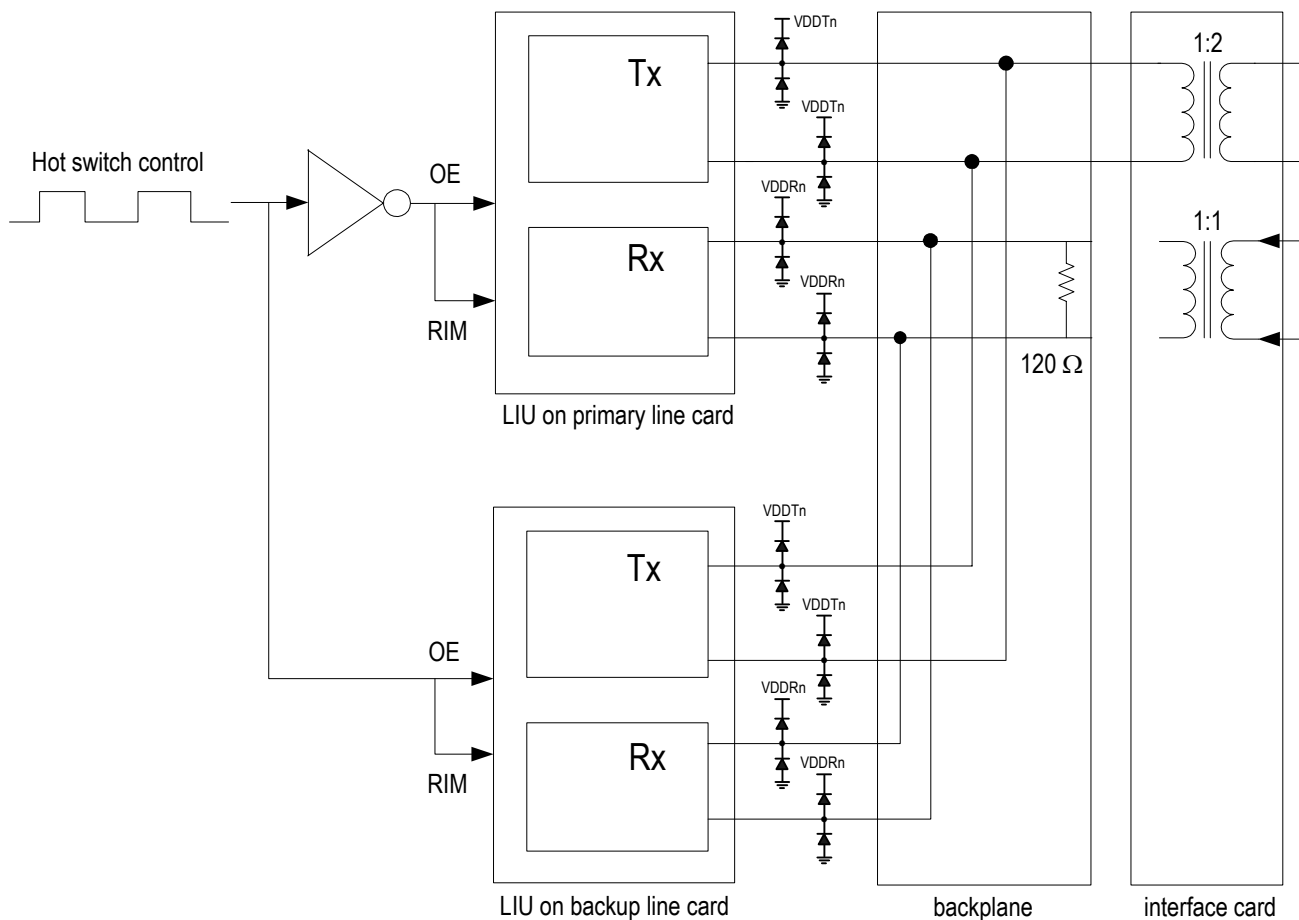 VDDTn
1:2
Tx
VDDTn
Hot switch control
OE
VDDRn
1:1
Rx
VDDRn
RIM
120 Ω
LIU on primary line card
VDDTn
Tx
VDDTn
OE
VDDRn
Rx
VDDRn
RIM
LIU on backup line card
backplane
interface card